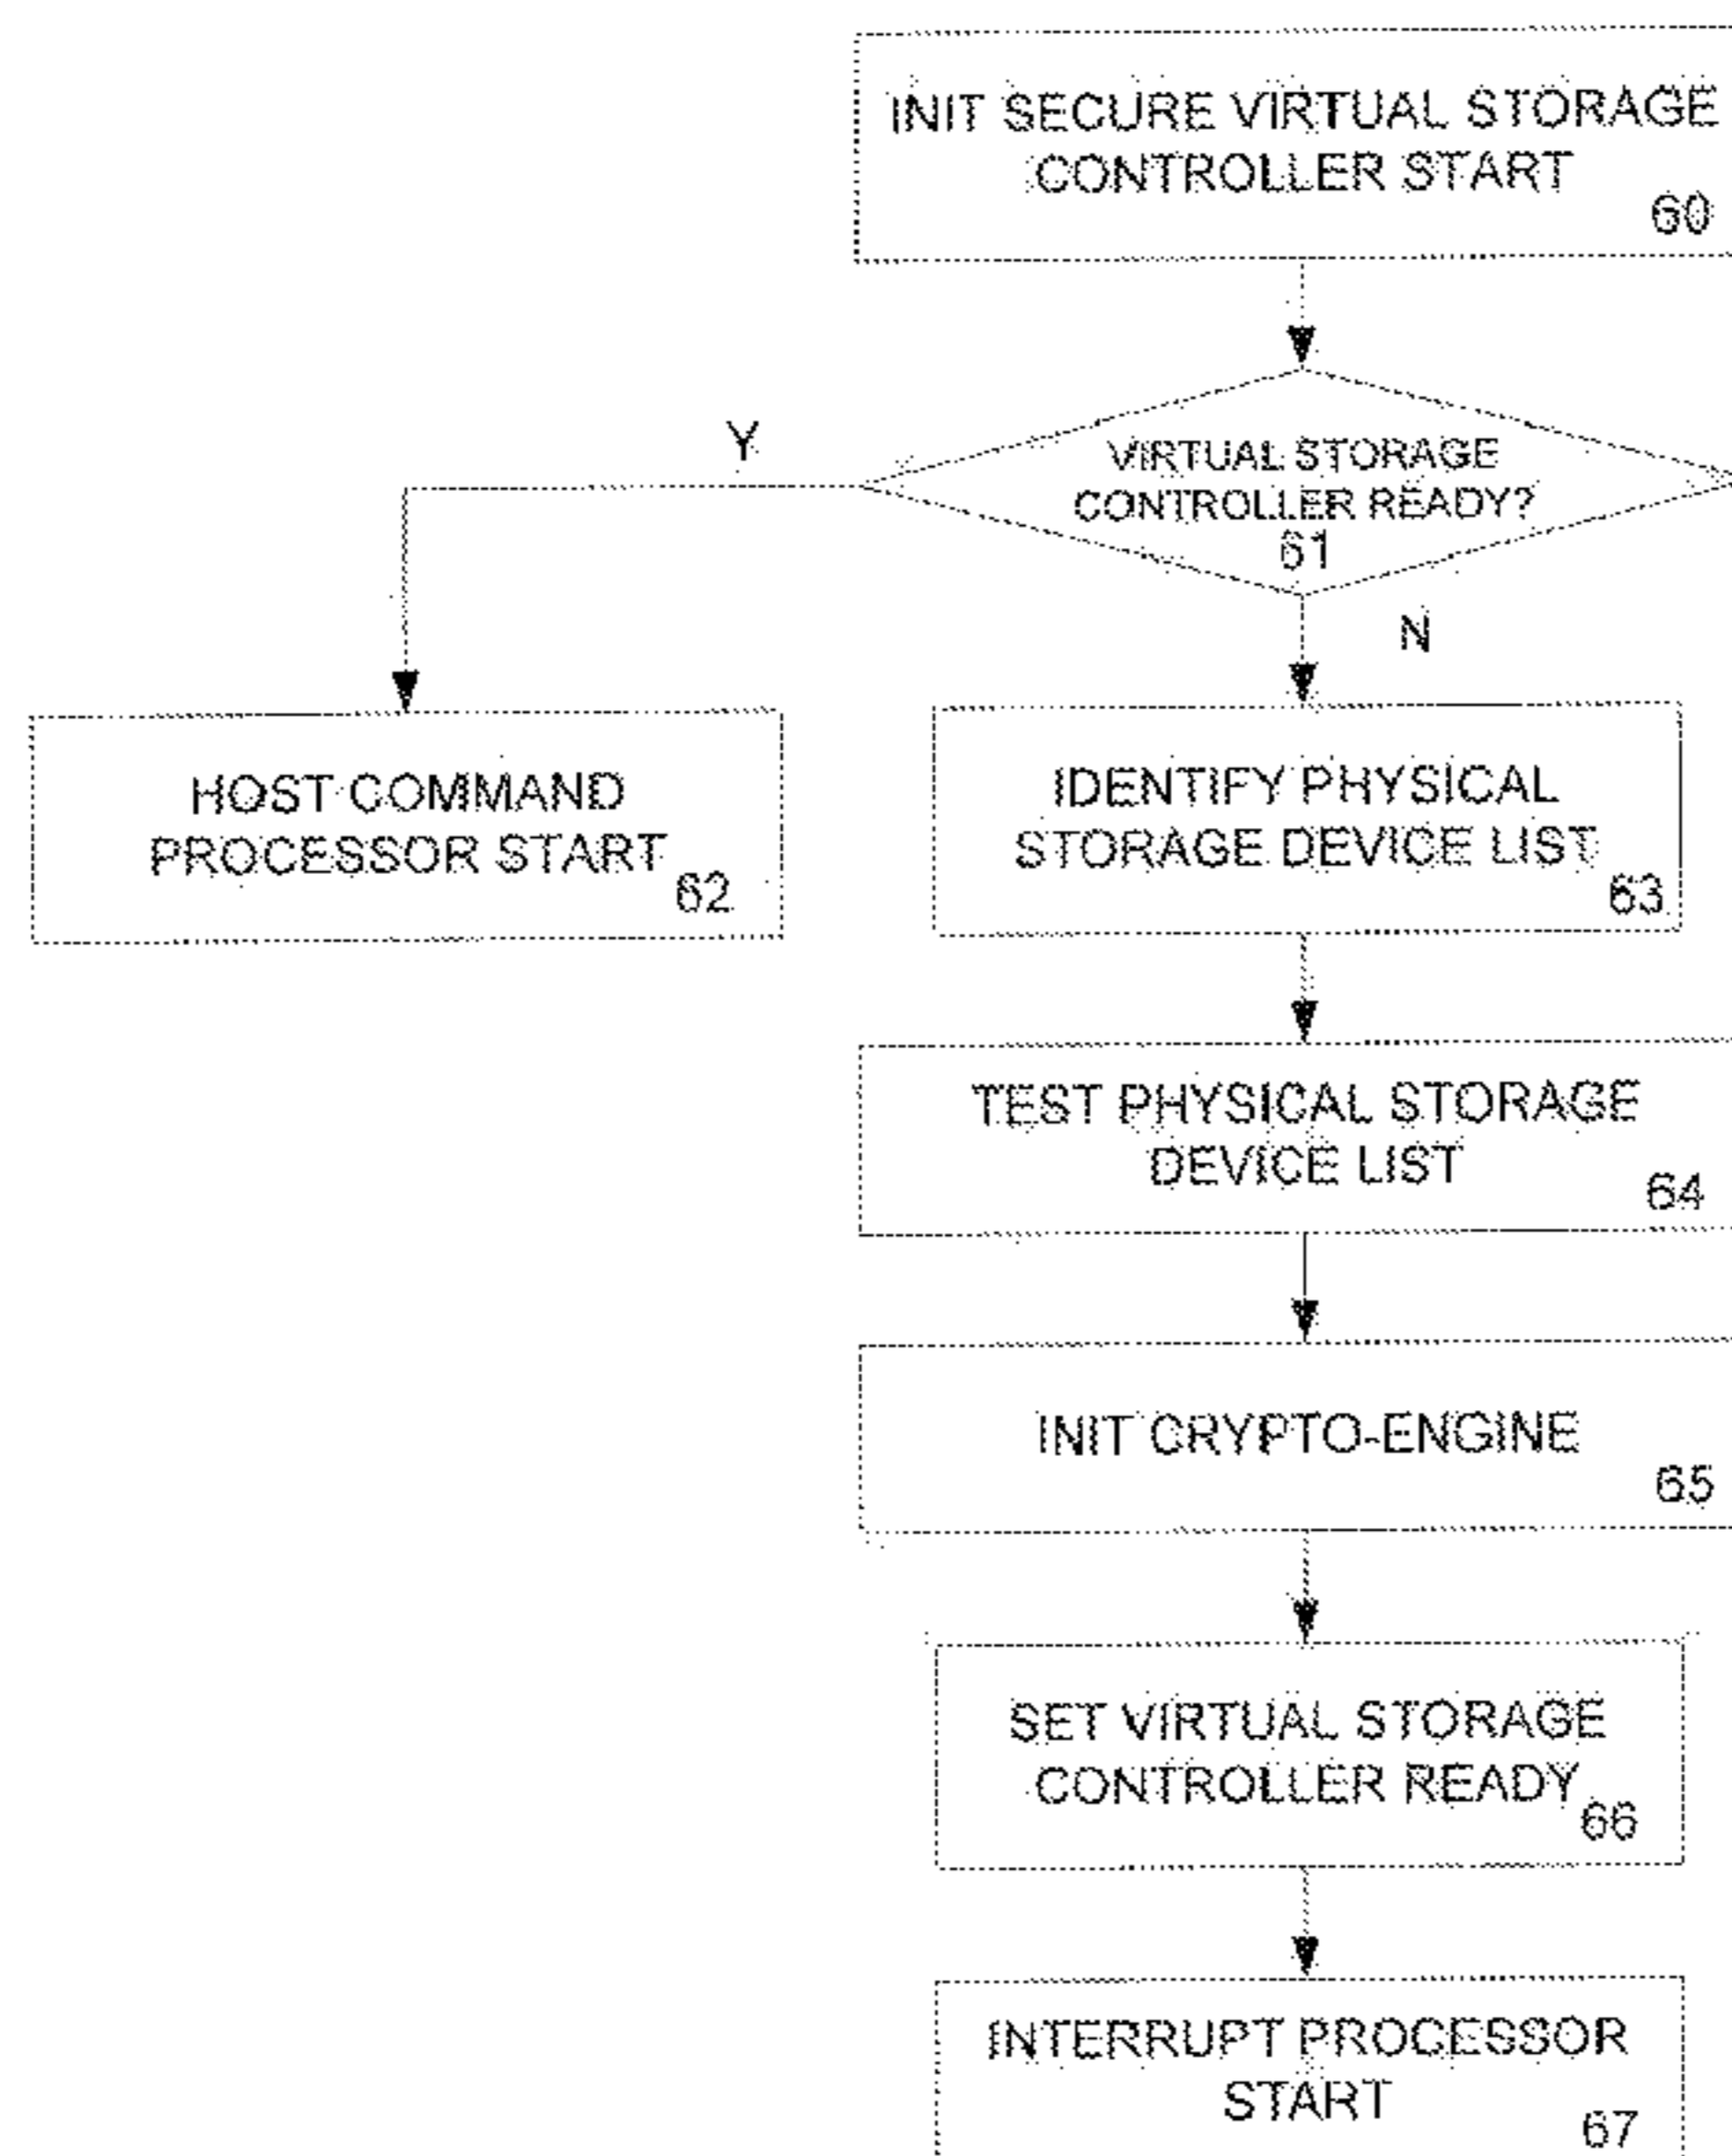 INIT SECURE VIRTUAL STORAGE
CONTROLLER START
60
Y
VIRTUAL STORAGE
CONTROLLER READY?
61
N
HOST COMMAND
PROCESSOR START
62
IDENTIFY PHYSICAL
STORAGE DEVICE LIST
63
TEST PHYSICAL STORAGE
DEVICE LIST
64
INIT CRYPTO-ENGINE
65
SET VIRTUAL STORAGE
CONTROLLER READY
66
INTERRUPT PROCESSOR
START
67